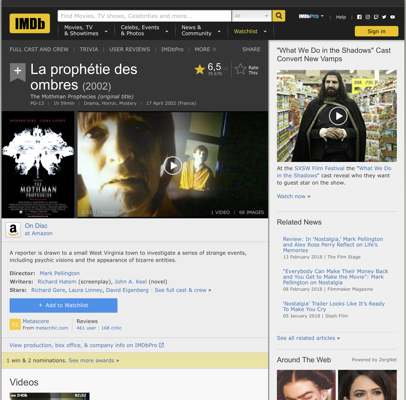 IMDb
Find Movies, TV shows, Celebrities and more...
All
IMDbPro
Help
Movies, TV
& Showtimes
Celebs, Events
& Photos
News &
Community
Watchlist
Sign in
FULL CAST AND CREW | TRIVIA | USER REVIEWS | IMDbPro | MORE
SHARE
La prophétie des
ombres (2002)
The Mothman Prophecies (original title)
PG-13 | 1h 59min | Drama, Horror, Mystery | 17 April 2002 (France)
6,5
Rate
This
RICHARD GERE
LAURA LINNEY
THE
MOTHMAN
PROPHECIES
1 VIDEO | 68 IMAGES
On Disc
at Amazon
A reporter is drawn to a small West Virginia town to investigate a series of strange events,
including psychic visions and the appearance of bizarre entities.
Director: Mark Pellington
Writers: Richard Hatem (screenplay), John A. Keel (novel)
Stars: Richard Gere, Laura Linney, David Eigenberg | See full cast & crew »
+ Add to Watchlist
52
Metascore
From metacritic.com
Reviews
461 user | 168 critic
View production, box office, & company info on IMDbPro
1 win & 2 nominations. See more awards »
Videos
"What We Do in the Shadows" Cast
Convert New Vamps
At the SXSW Film Festival the "What We Do
in the Shadows" cast reveal who they want
to guest star on the show.
Watch now »
Related News
Review: In 'Nostalgia,' Mark Pellington
and Alex Ross Perry Reflect on Life's
Memories
13 February 2018 | The Film Stage
"Everybody Can Make Their Money Back
and You Get to Make the Movie": Mark
Pellington on Nostalgia
08 February 2018 | Filmmaker Magazine
'Nostalgia' Trailer Looks Like It's Ready
To Make You Cry
05 January 2018 | Slash Film
See all related articles »
Around The Web
Powered by ZergNet